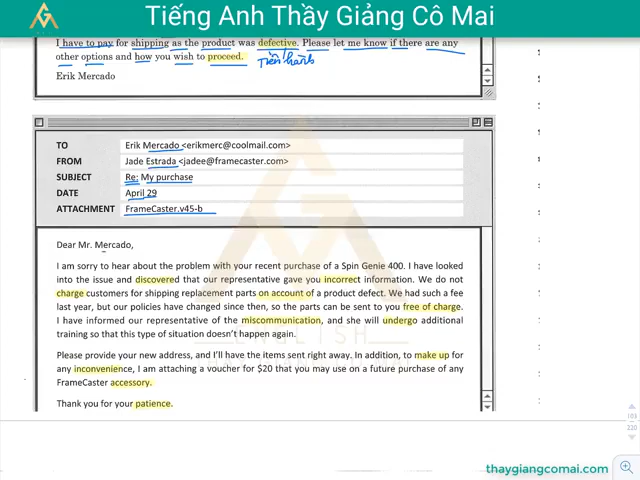 Tiếng Anh Thầy Giảng Cô Mai
I have to pay for shipping as the product was defective. Please let me know if there are any
other options and how you wish to proceed. Tiến hành
Erik Mercado
TO Erik Mercado <erikmerc@coolmail.com>
FROM Jade Estrada <jadee@framecaster.com>
SUBJECT Re: My purchase
DATE April 29
ATTACHMENT FrameCaster.v45-b
Dear Mr. Mercado,
I am sorry to hear about the problem with your recent purchase of a Spin Genie 400. I have looked
into the issue and discovered that our representative gave you incorrect information. We do not
charge customers for shipping replacement parts on account of a product defect. We had such a fee
last year, but our policies have changed since then, so the parts can be sent to you free of charge.
I have informed our representative of the miscommunication, and she will undergo additional
training so that this type of situation doesn't happen again.
Please provide your new address, and I'll have the items sent right away. In addition, to make up for
any inconvenience, I am attaching a voucher for $20 that you may use on a future purchase of any
FrameCaster accessory.
Thank you for your patience.
ENGLISH
103
220
thaygiangcomai.com